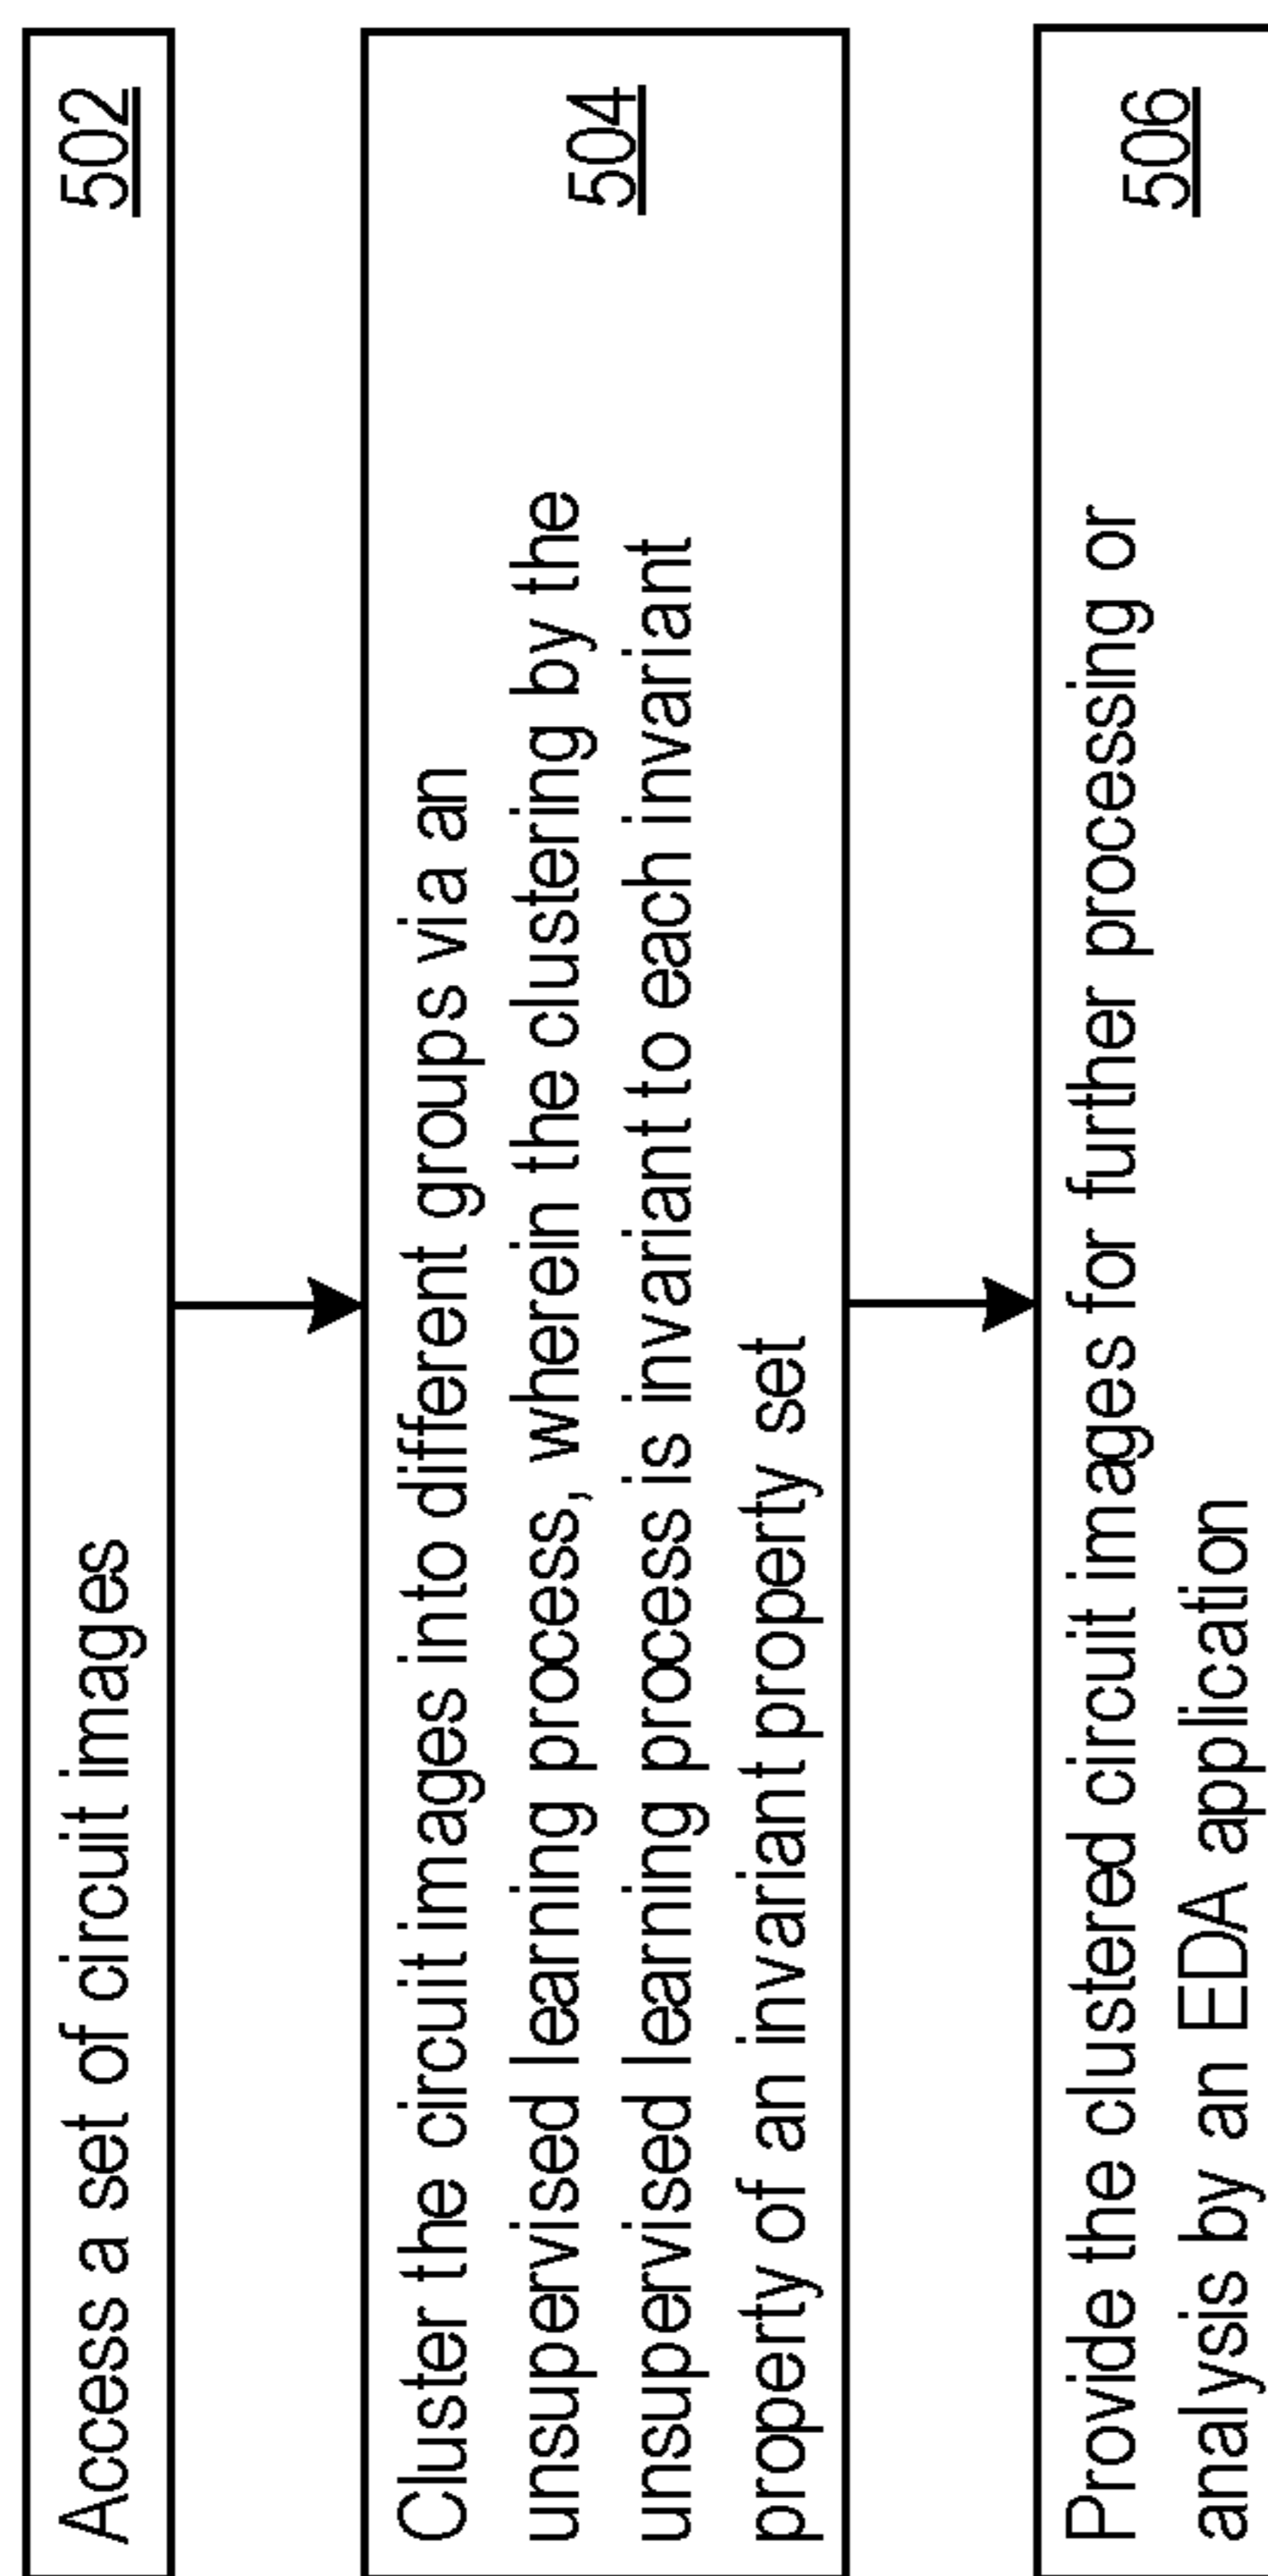 Access a set of circuit images
502
Cluster the circuit images into different groups via an
unsupervised learning process, wherein the clustering by the
unsupervised learning process is invariant to each invariant
property of an invariant property set
504
Provide the clustered circuit images for further processing or
analysis by an EDA application
506